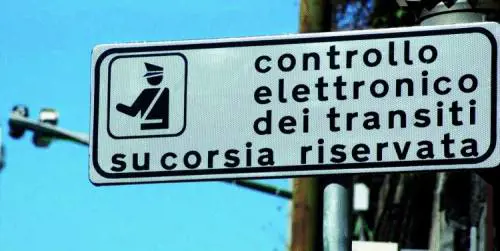 controllo
elettronico
dei transiti
su corsia riservata